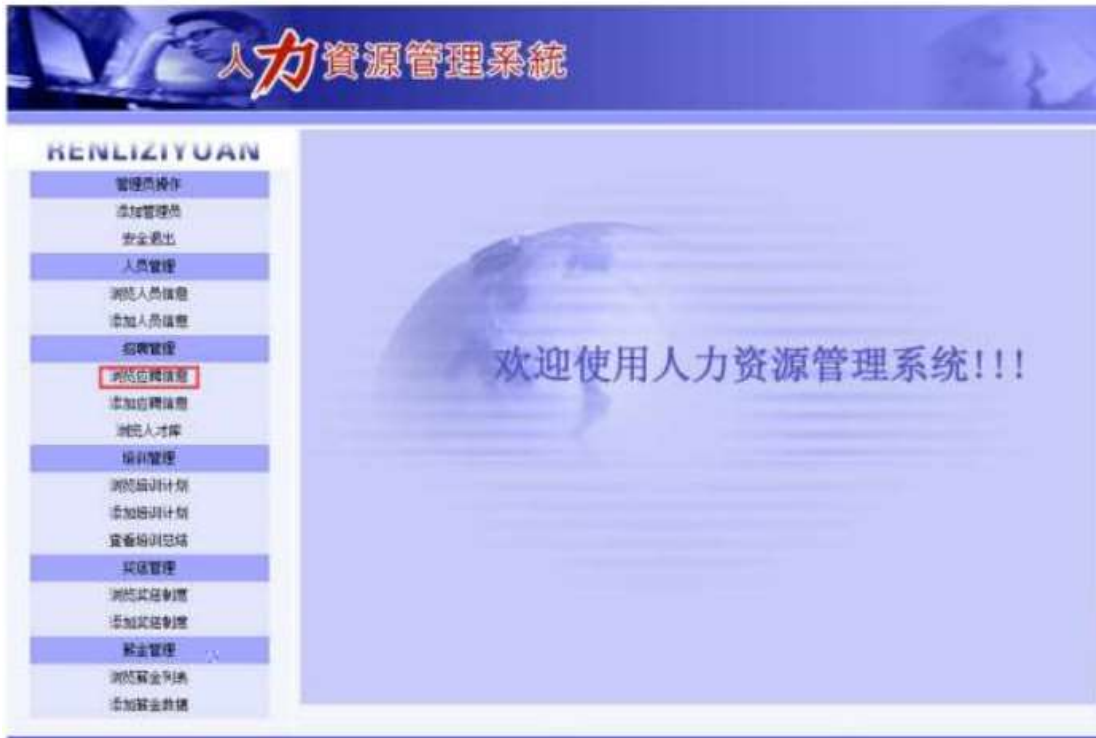 人力資源管理系統
RENLIZIYUAN
管理员操作
添加管理员
安全退出
人员管理
浏览人员信息
添加人员信息
招聘管理
浏览应聘信息
添加应聘信息
浏览人才库
培训管理
浏览培训计划
添加培训计划
查看培训总结
奖惩管理
浏览奖惩制度
添加奖惩制度
薪金管理
浏览薪金列表
添加薪金数据
欢迎使用人力资源管理系统!!!